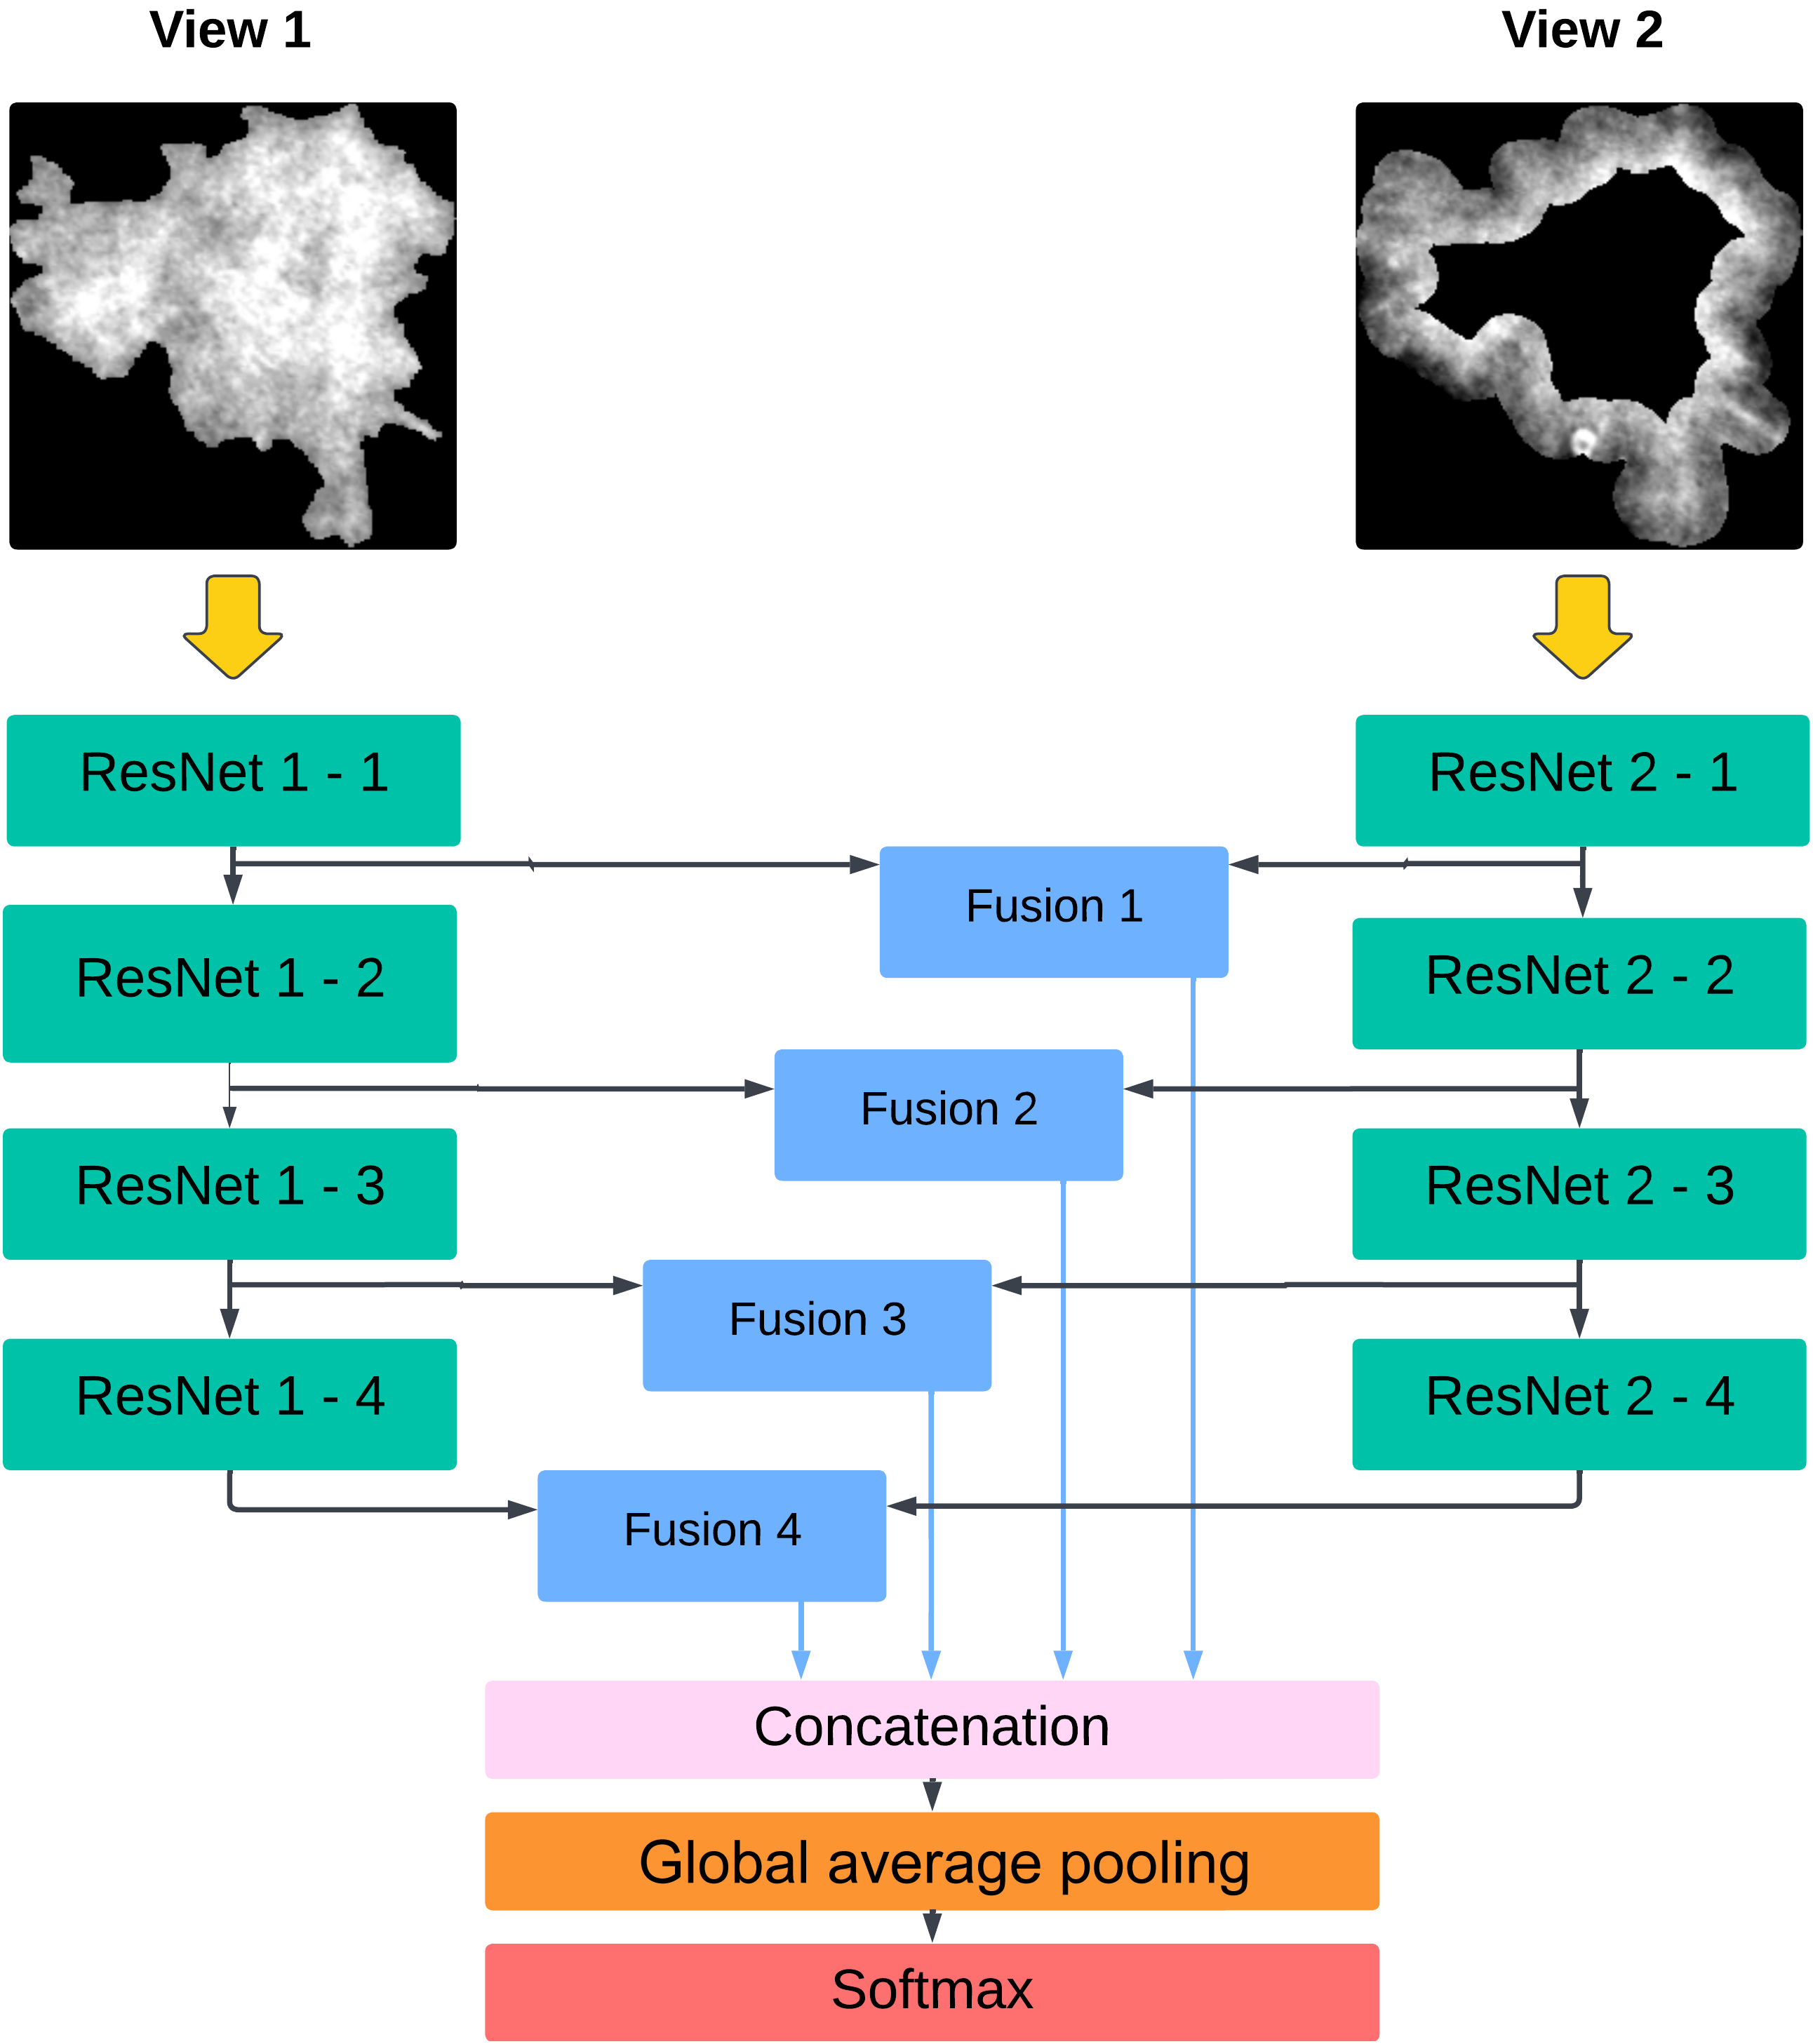 View 1
View 2
ResNet 1 - 1
ResNet 2 - 1
Fusion 1
ResNet 1 - 2
ResNet 2 - 2
Fusion 2
ResNet 1 - 3
ResNet 2 - 3
Fusion 3
ResNet 1 - 4
ResNet 2 - 4
Fusion 4
Concatenation
Global average pooling
Softmax